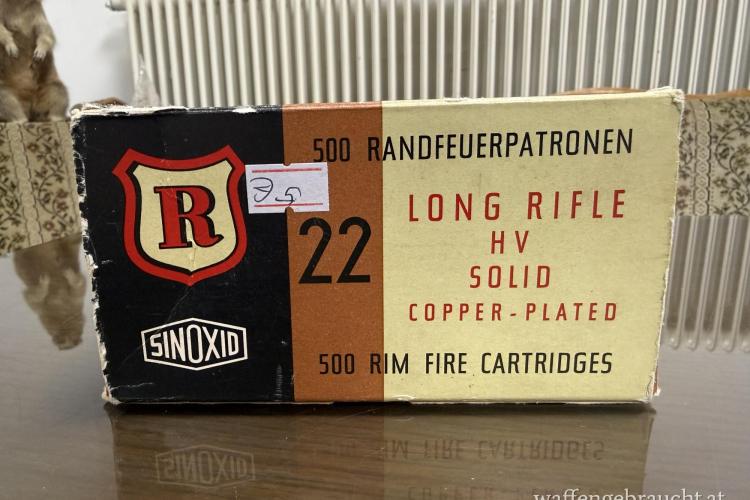 500 RANDFEUERPATRONEN
R
22
LONG RIFLE
HV
SOLID
COPPER-PLATED
SINOXID
500 RIM FIRE CARTRIDGES
waffengebraucht.at